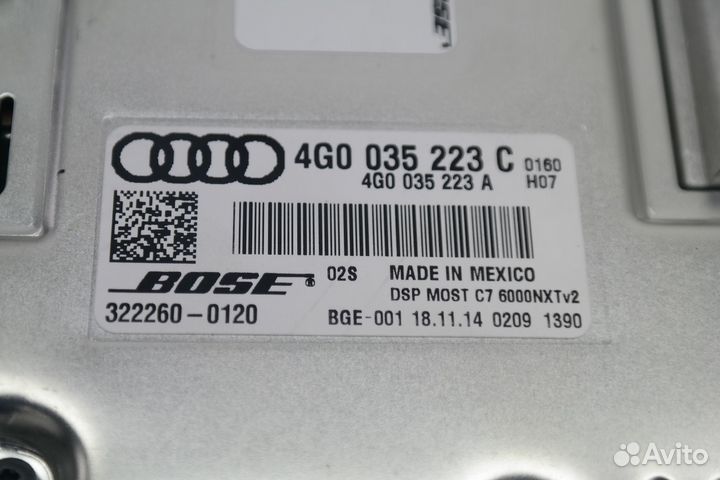 BOSE
4G0 035 223 C 0160
4G0 035 223 A H07
BOSE® 02S MADE IN MEXICO
DSP MOST C7 6000NXTv2
322260-0120 BGE-001 18.11.14 0209 1390
Avito